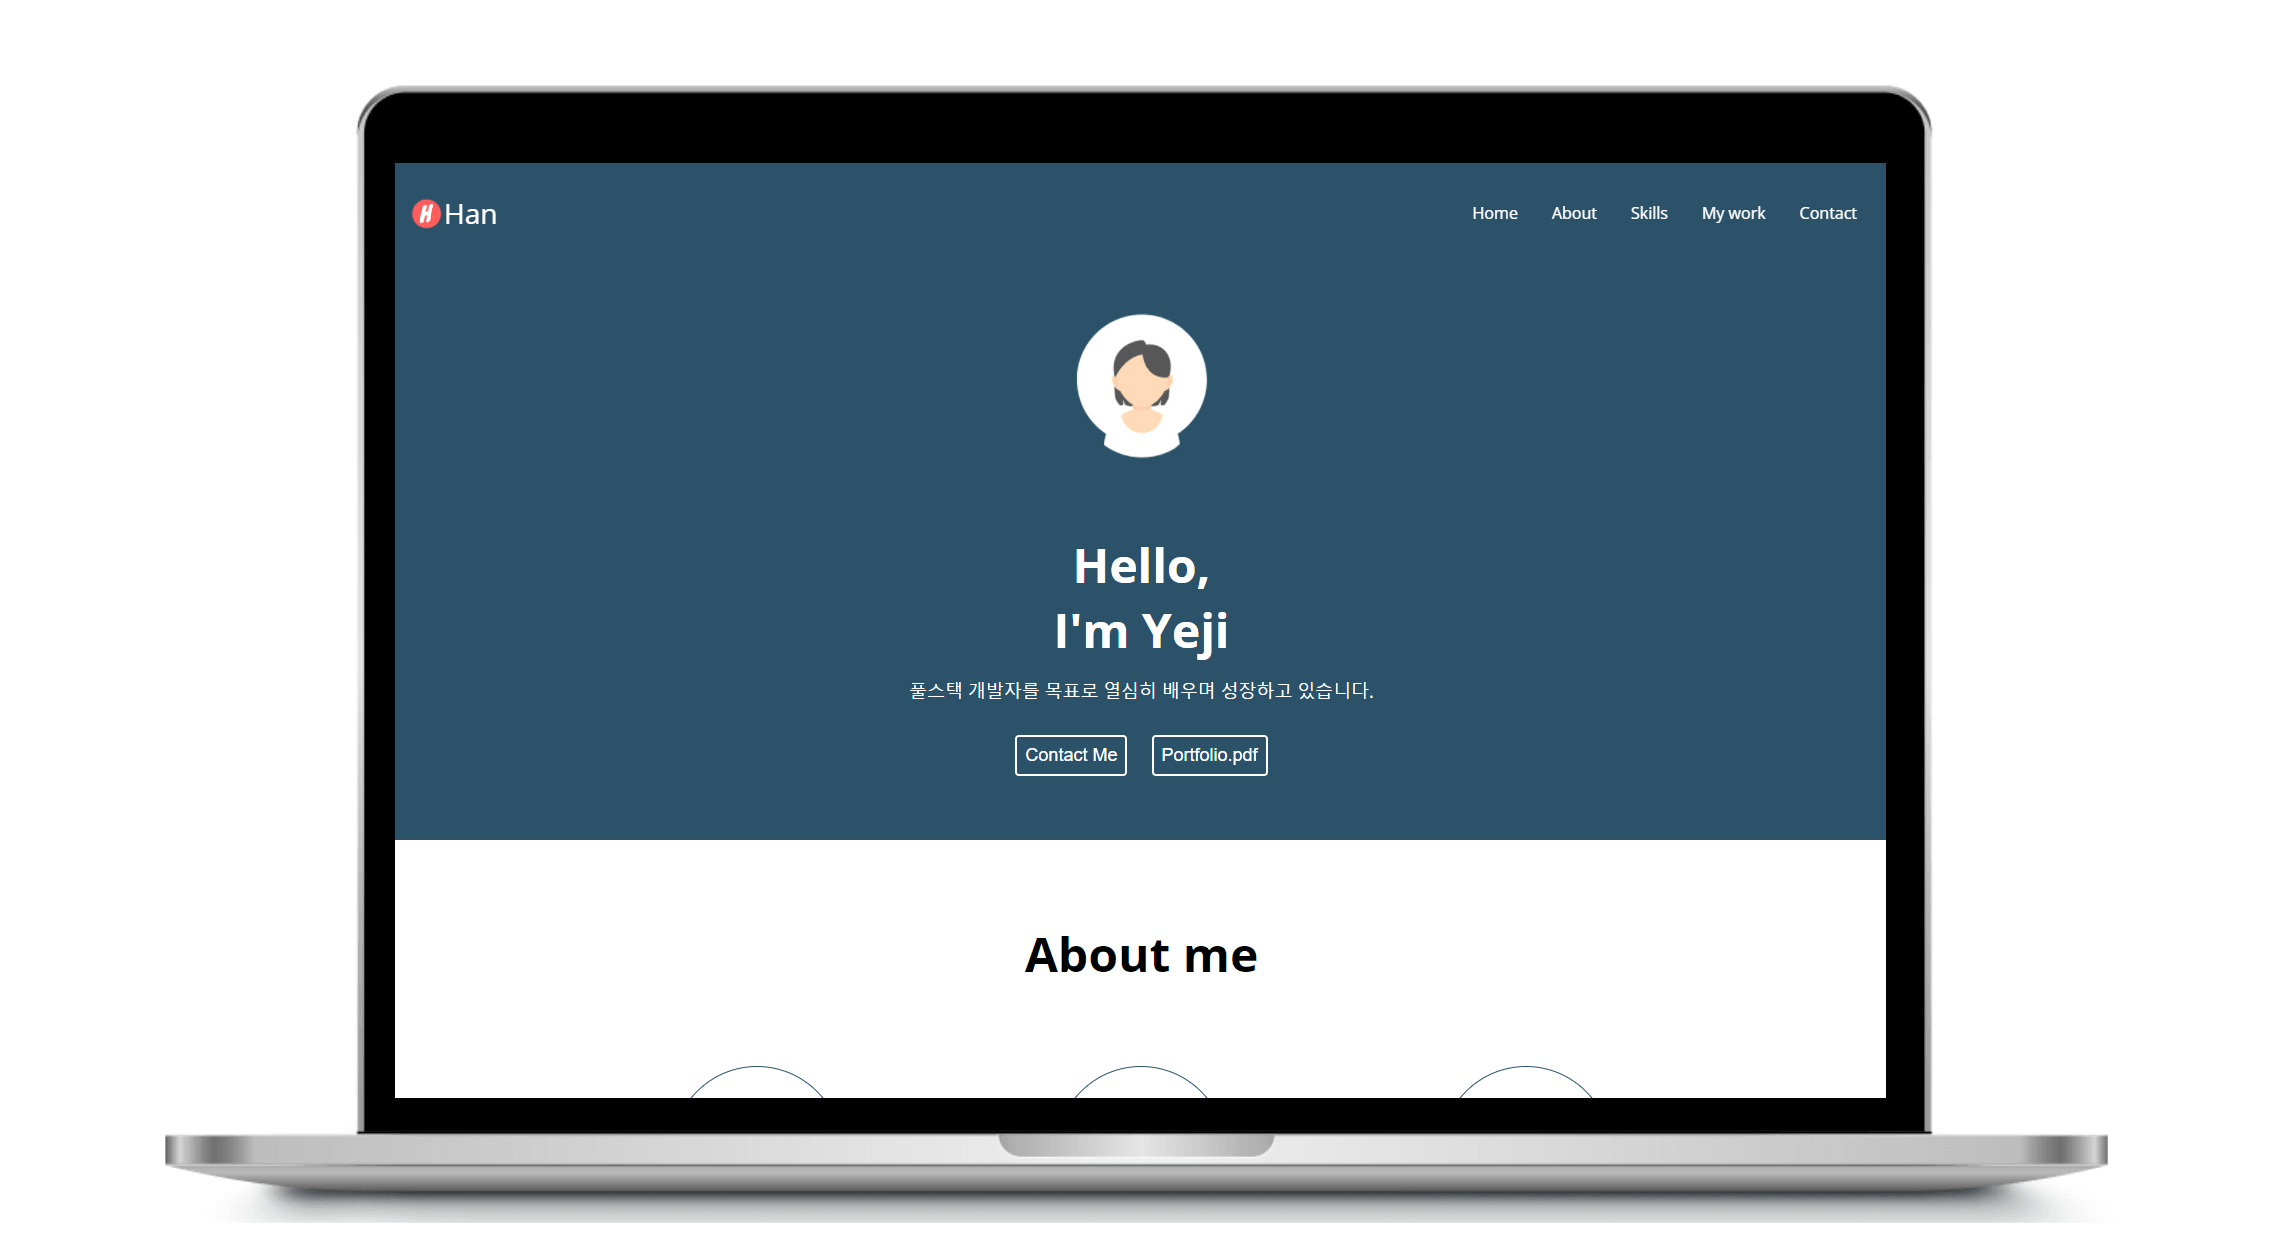 H Han
Home About Skills My work Contact
Hello,
I'm Yeji
풀스택 개발자를 목표로 열심히 배우며 성장하고 있습니다.
Contact Me Portfolio.pdf
About me